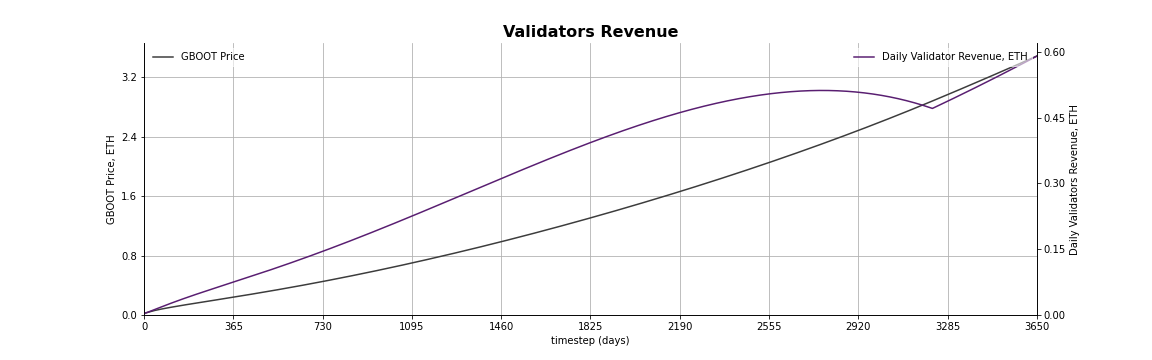 Validators Revenue
GBOOT Price
Daily Validator Revenue, ETH
3.2
2.4
1.6
0.8
0.0
GBOOT Price, ETH
0.60
0.45
0.30
0.15
0.00
Daily Validators Revenue, ETH
0 365 730 1095 1460 1825 2190 2555 2920 3285 3650
timestep (days)